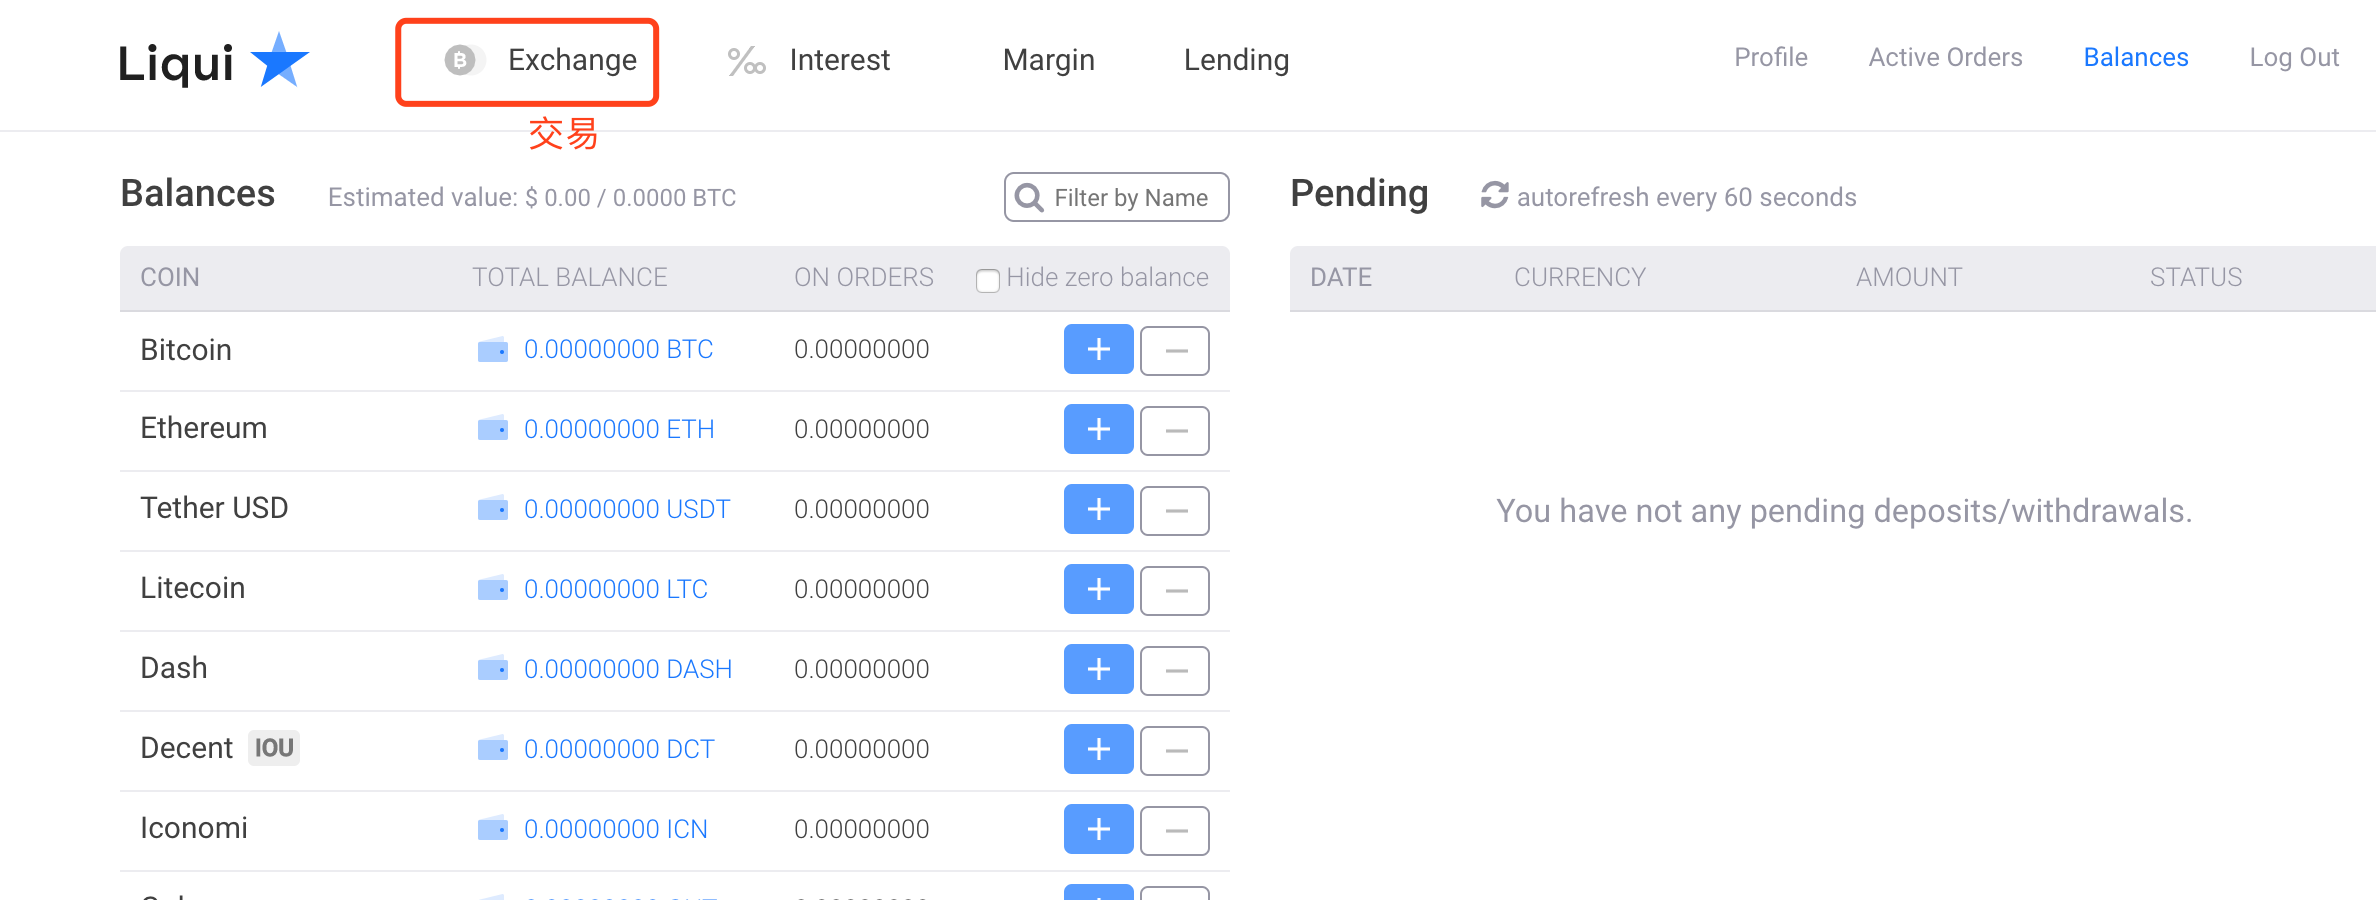 Liqui
Exchange
Interest
Margin
Lending
Profile
Active Orders
Balances
Log Out
交易
Balances
Estimated value: $ 0.00 / 0.0000 BTC
Filter by Name
Pending
autorefresh every 60 seconds
COIN TOTAL BALANCE ON ORDERS Hide zero balance
DATE CURRENCY AMOUNT STATUS
Bitcoin 0.00000000 BTC 0.00000000
Ethereum 0.00000000 ETH 0.00000000
Tether USD 0.00000000 USDT 0.00000000
You have not any pending deposits/withdrawals.
Litecoin 0.00000000 LTC 0.00000000
Dash 0.00000000 DASH 0.00000000
Decent IOU 0.00000000 DCT 0.00000000
Iconomi 0.00000000 ICN 0.00000000